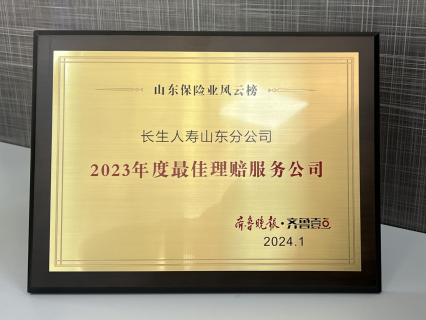 山东保险业风云榜
长生人寿山东分公司
2023年度最佳理赔服务公司
齐鲁晚报·齐鲁壹点
2024.1